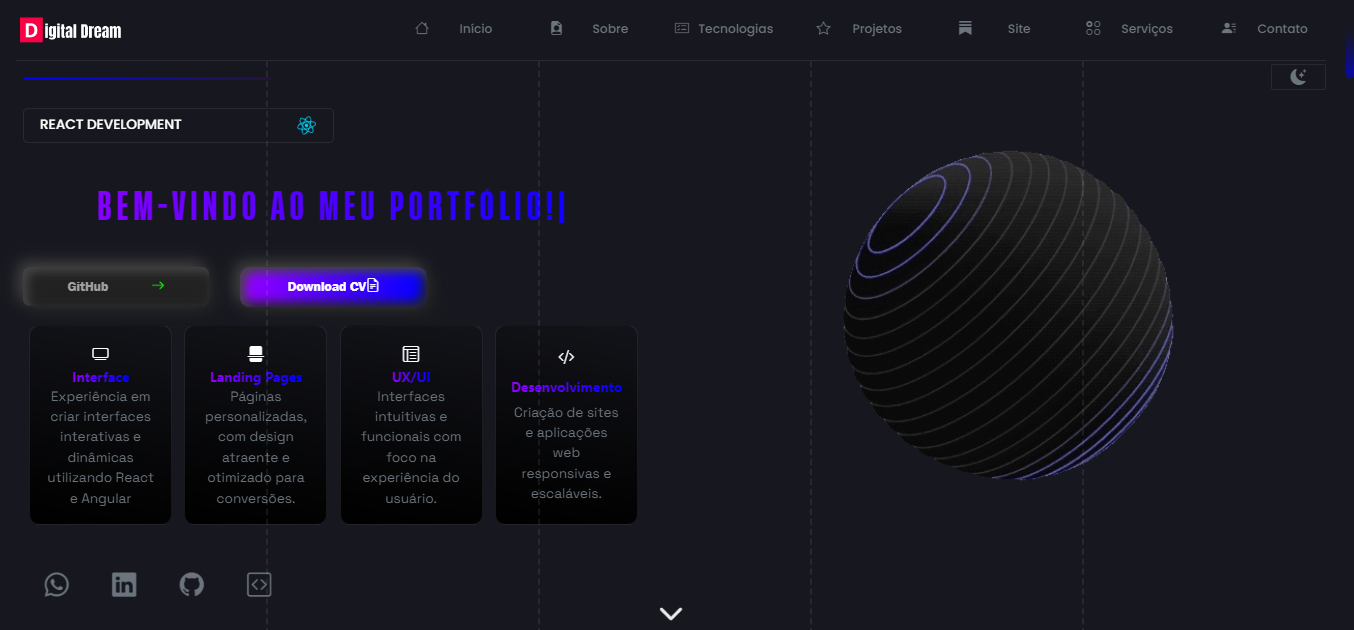 Digital Dream
Início
Sobre
Tecnologias
Projetos
Site
Serviços
Contato
REACT DEVELOPMENT
BEM-VINDO AO MEU PORTFÓLIO!|
GitHub
Download CV
Interface
Experiência em
criar interfaces
interativas e
dinâmicas
utilizando React
e Angular
Landing Pages
Páginas
personalizadas,
com design
atraente e
otimizado para
conversões.
UX/UI
Interfaces
intuitivas e
funcionais com
foco na
experiência do
usuário.
Desenvolvimento
Criação de sites
e aplicações
web
responsivas e
escaláveis.